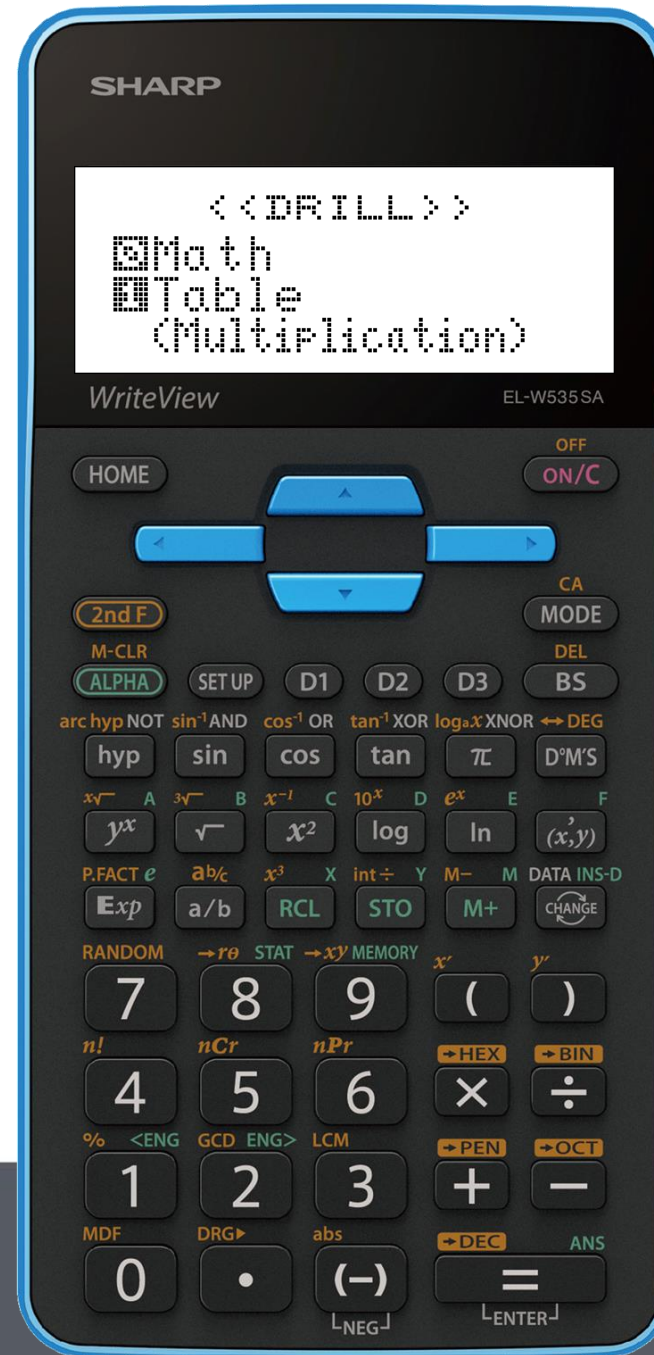 SHARP
<<DRILL>>
0Math
1Table
(Multiplication)
WriteView EL-W535SA
OFF
HOME ON/C
CA
2nd F MODE
M-CLR DEL
ALPHA SET UP D1 D2 D3 BS
arc hyp NOT sin⁻¹ AND cos⁻¹ OR tan⁻¹ XOR logₐx XNOR ↔DEG
hyp sin cos tan π D°M'S
ˣ√ A ³√ B x⁻¹ C 10ˣ D eˣ E F
yˣ √ x² log ln (x,y)
P.FACT e ab/c x³ X int÷ Y M− M DATA INS-D
Exp a/b RCL STO M+ CHANGE
RANDOM →rθ STAT →xy MEMORY x′ y′
7 8 9 ( )
n! nCr nPr →HEX →BIN
4 5 6 × ÷
% <ENG GCD ENG> LCM →PEN →OCT
1 2 3 + −
MDF DRG▶ abs →DEC ANS
0 • (−) =
NEG ENTER